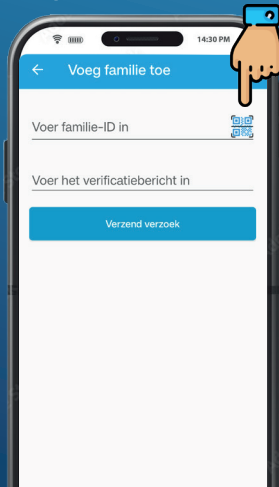 14:30 PM
Voeg familie toe
Voer familie-ID in
Voer het verificatiebericht in
Verzend verzoek